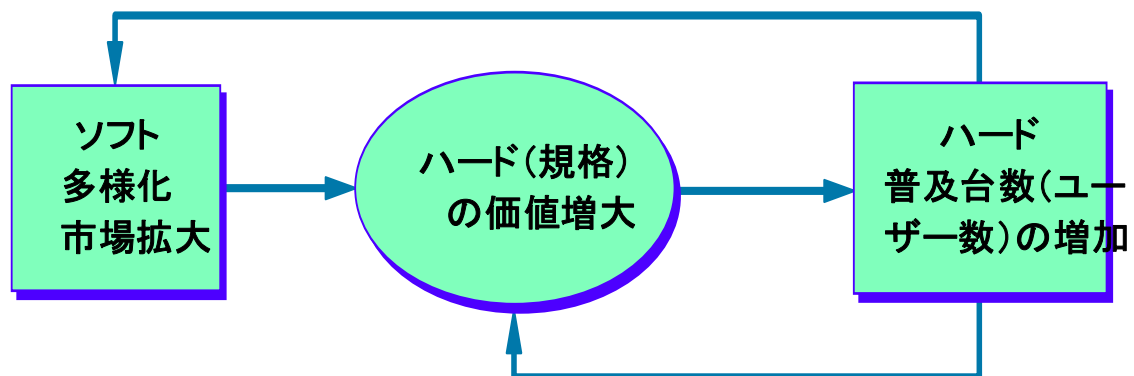 ソフト
多様化
市場拡大
ハード（規格）
の価値増大
ハード
普及台数（ユー
ザー数）の増加